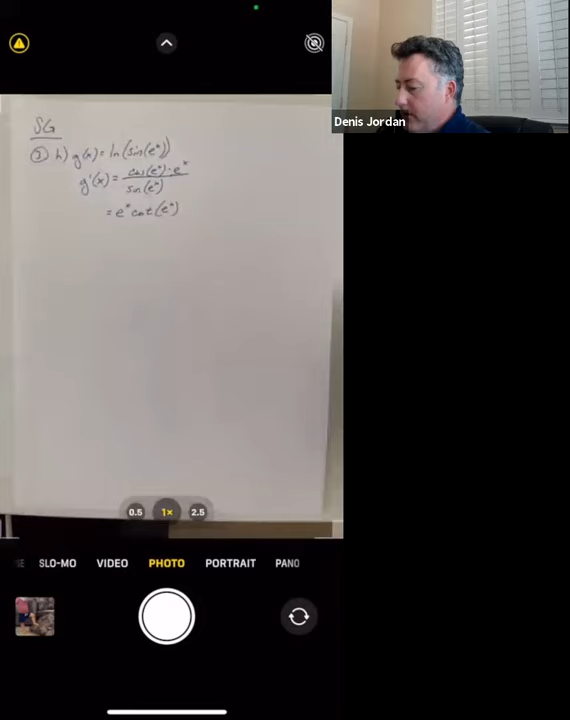 Denis Jordan
SG
② h) g(x) = ln(sin(e^x))
g'(x) = cos(e^x)·e^x / sin(e^x)
= e^x cot(e^x)
0.5 1× 2.5
SLO-MO VIDEO PHOTO PORTRAIT PANO